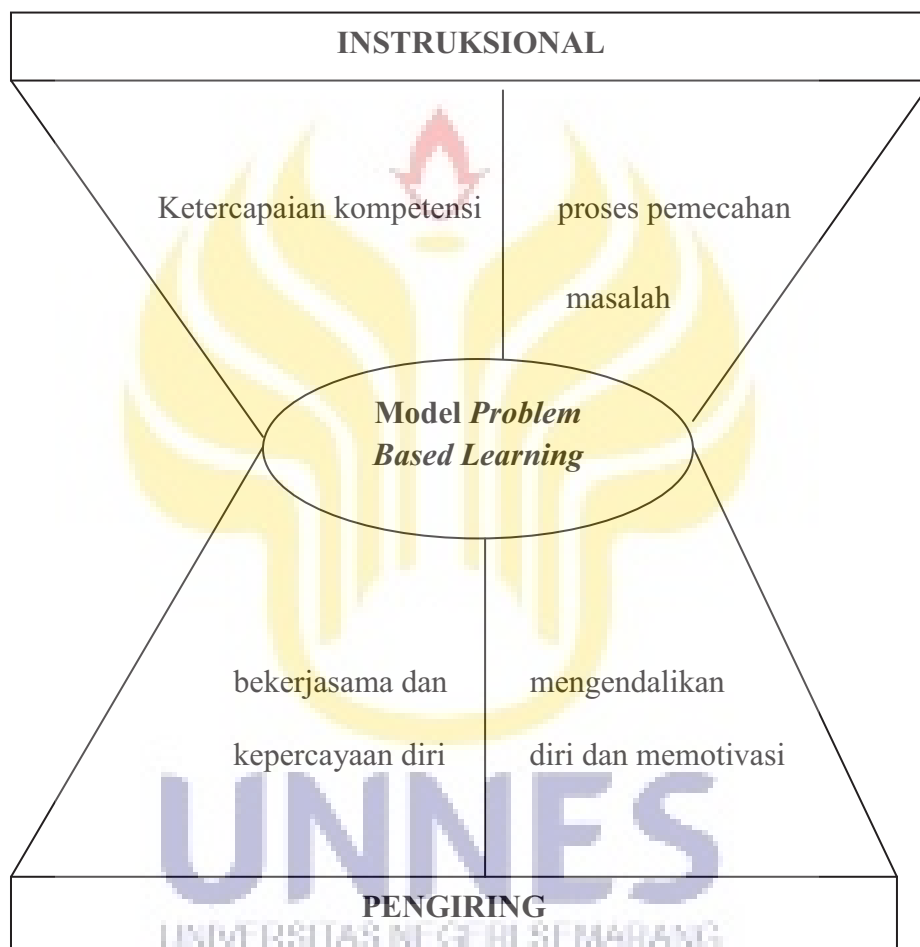 INSTRUKSIONAL
Ketercapaian kompetensi
proses pemecahan
masalah
Model Problem
Based Learning
bekerjasama dan
kepercayaan diri
mengendalikan
diri dan memotivasi
UNNES
PENGIRING
UNIVERSITAS NEGERI SEMARANG